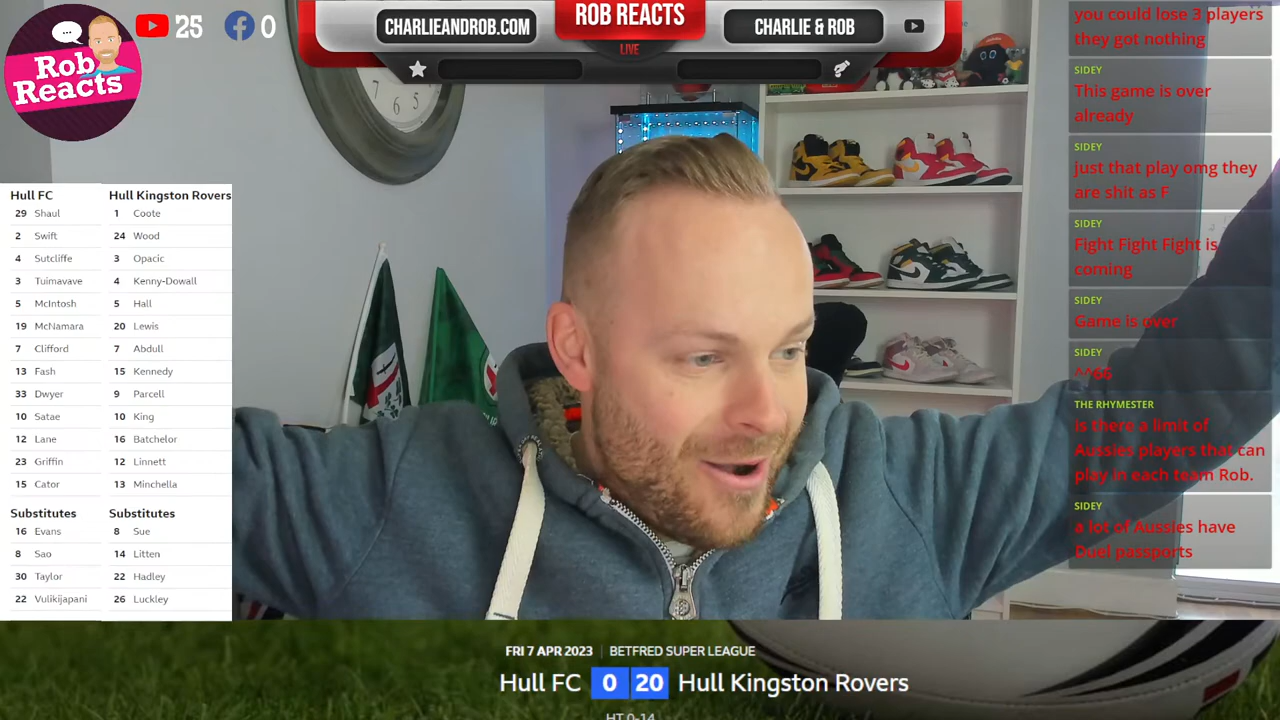 Rob
Reacts
25
0
CHARLIEANDROB.COM
ROB REACTS
LIVE
CHARLIE & ROB
7
6
5
Hull FC
29 Shaul
2 Swift
4 Sutcliffe
3 Tuimavave
5 McIntosh
19 McNamara
7 Clifford
13 Fash
33 Dwyer
10 Satae
12 Lane
23 Griffin
15 Cator
Substitutes
16 Evans
8 Sao
30 Taylor
22 Vulikijapani
Hull Kingston Rovers
1 Coote
24 Wood
3 Opacic
4 Kenny-Dowall
5 Hall
20 Lewis
7 Abdull
15 Kennedy
9 Parcell
10 King
16 Batchelor
12 Linnett
13 Minchella
Substitutes
8 Sue
14 Litten
22 Hadley
26 Luckley
you could lose 3 players
they got nothing
SIDEY
This game is over
already
SIDEY
just that play omg they
are shit as F
SIDEY
Fight Fight Fight is
coming
SIDEY
Game is over
SIDEY
^^66
THE RHYMESTER
is there a limit of
Aussies players that can
play in each team Rob.
SIDEY
a lot of Aussies have
Duel passports
FRI 7 APR 2023 | BETFRED SUPER LEAGUE
Hull FC 0 20 Hull Kingston Rovers
HT 0-14